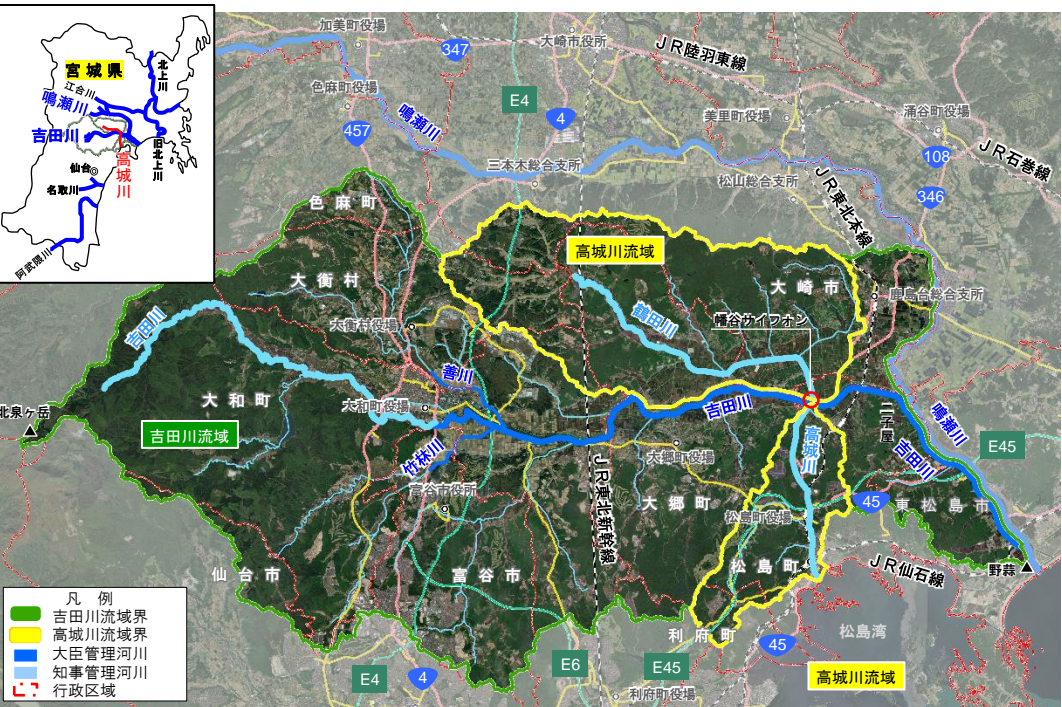 宮城県
北上川
江合川
鳴瀬川
吉田川
旧北上川
高城川
仙台
名取川
阿武隈川
加美町役場
347
大崎市役所
JR陸羽東線
色麻町役場
E4
4
鳴瀬川
美里町役場
涌谷町役場
457
108
JR石巻線
三本木総合支所
松山総合支所
JR東北本線
346
色麻町
高城川流域
大衡村
大崎市
鹿島台総合支所
鶴田川
幡谷サイフォン
吉田川
大衡村役場
善川
大和町
大和町役場
吉田川
二子屋
鳴瀬川
北泉ヶ岳
吉田川流域
竹林川
高城川
吉田川
E45
大郷町役場
富谷市役所
JR東北新幹線
大郷町
45
東松島市
松島町役場
仙台市
富谷市
松島町
JR仙石線
野蒜
利府町
松島湾
45
E4
4
E6
E45
利府町役場
高城川流域
凡例
吉田川流域界
高城川流域界
大臣管理河川
知事管理河川
行政区域